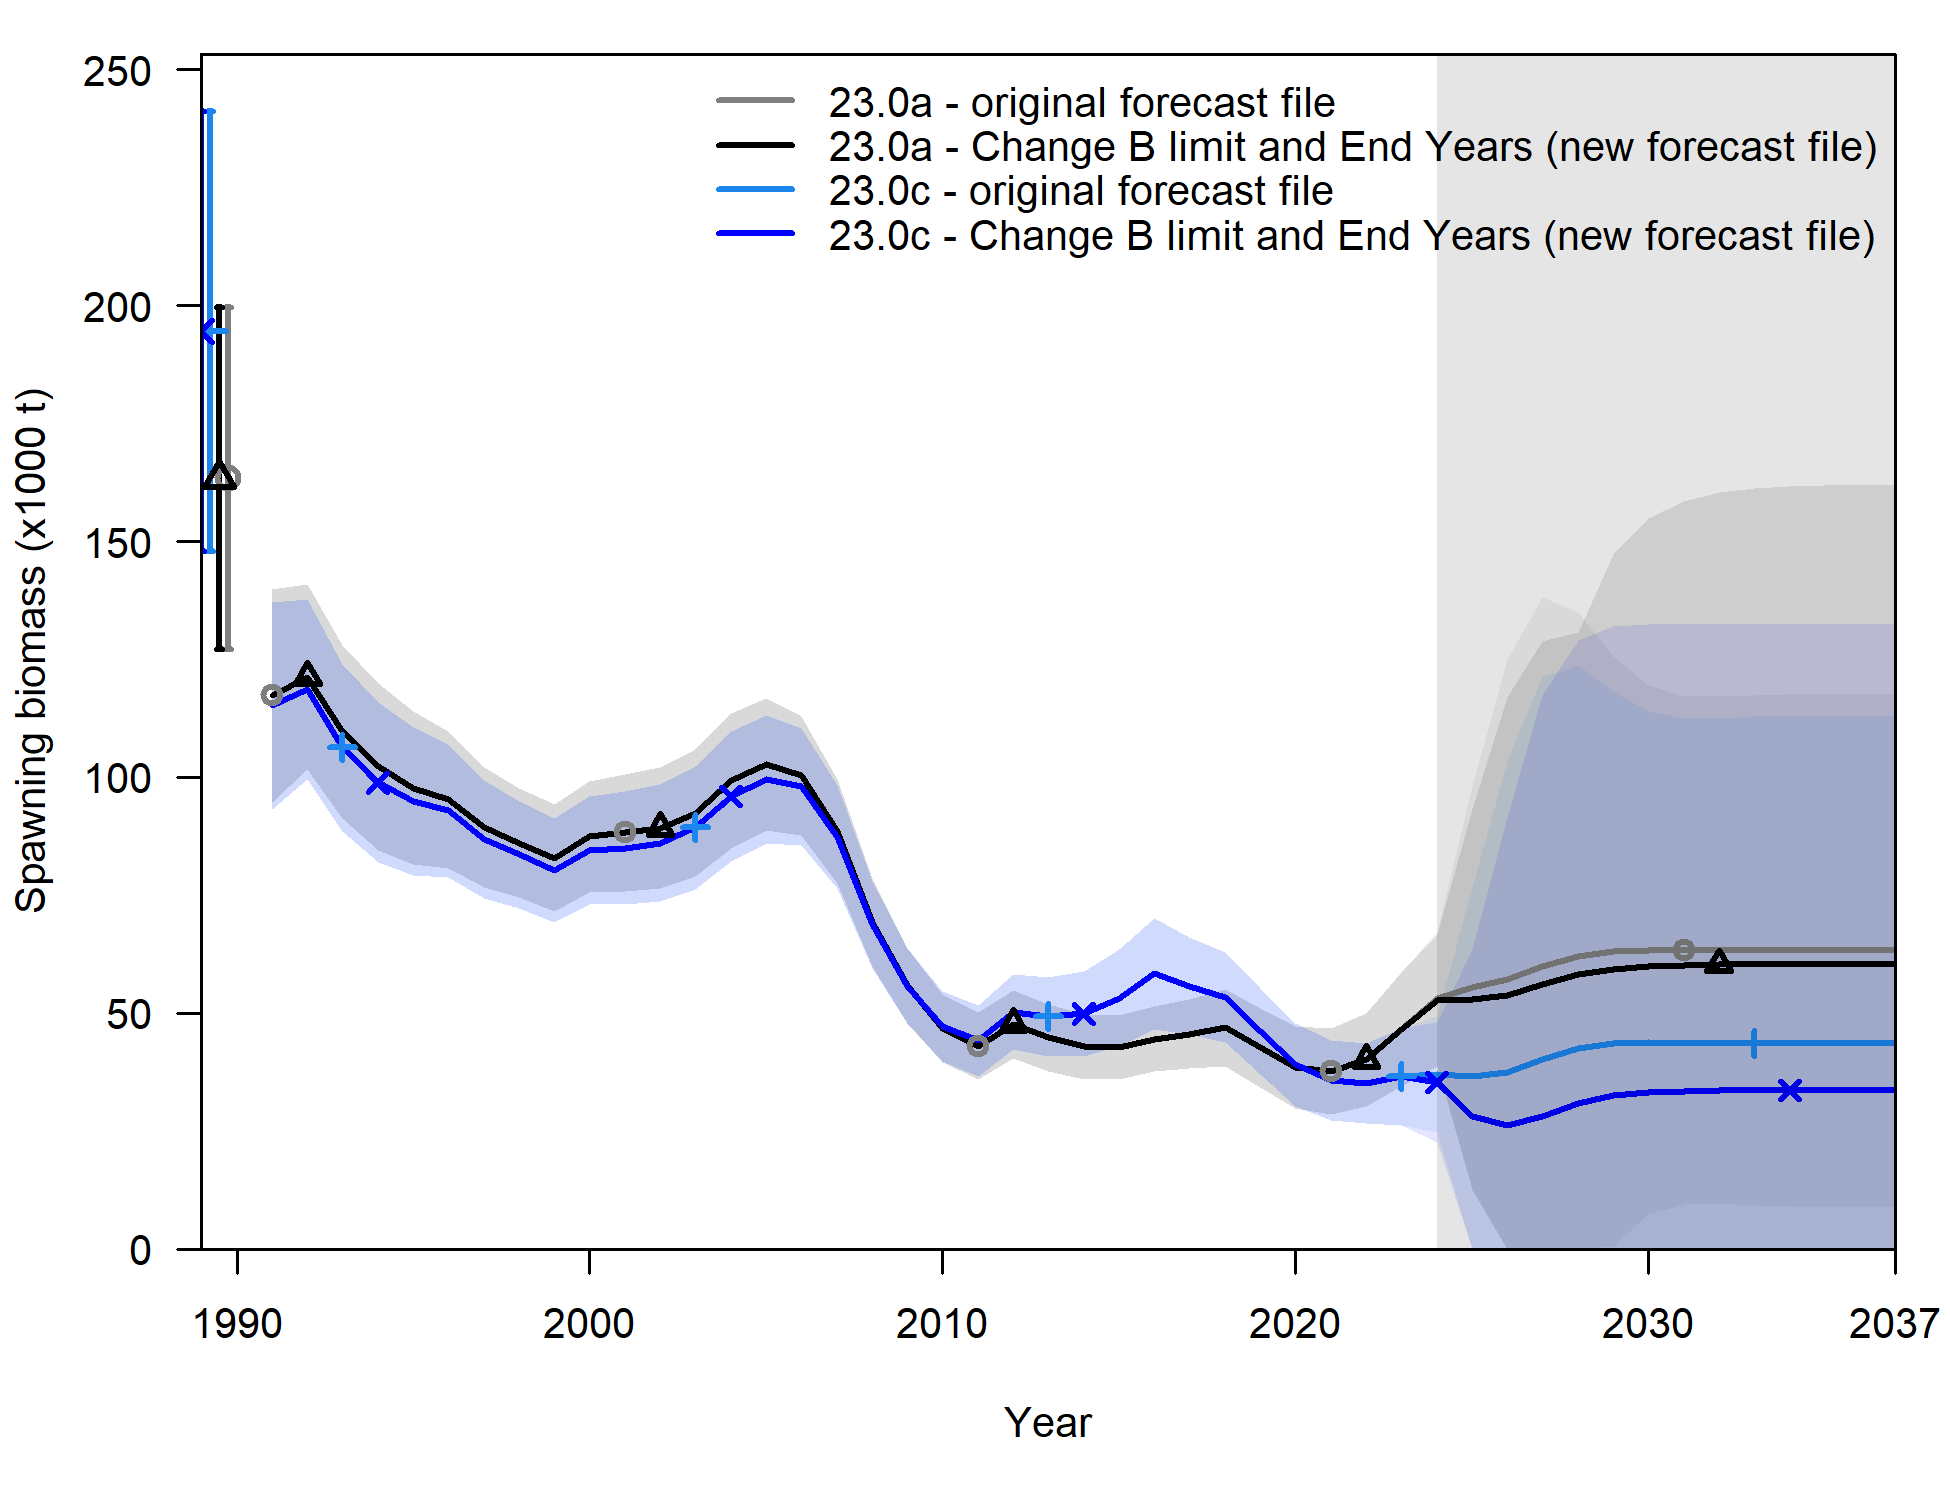 23.0a - original forecast file
23.0a - Change B limit and End Years (new forecast file)
23.0c - original forecast file
23.0c - Change B limit and End Years (new forecast file)
Spawning biomass (x1000 t)
250
200
150
100
50
0
1990 2000 2010 2020 2030 2037
Year